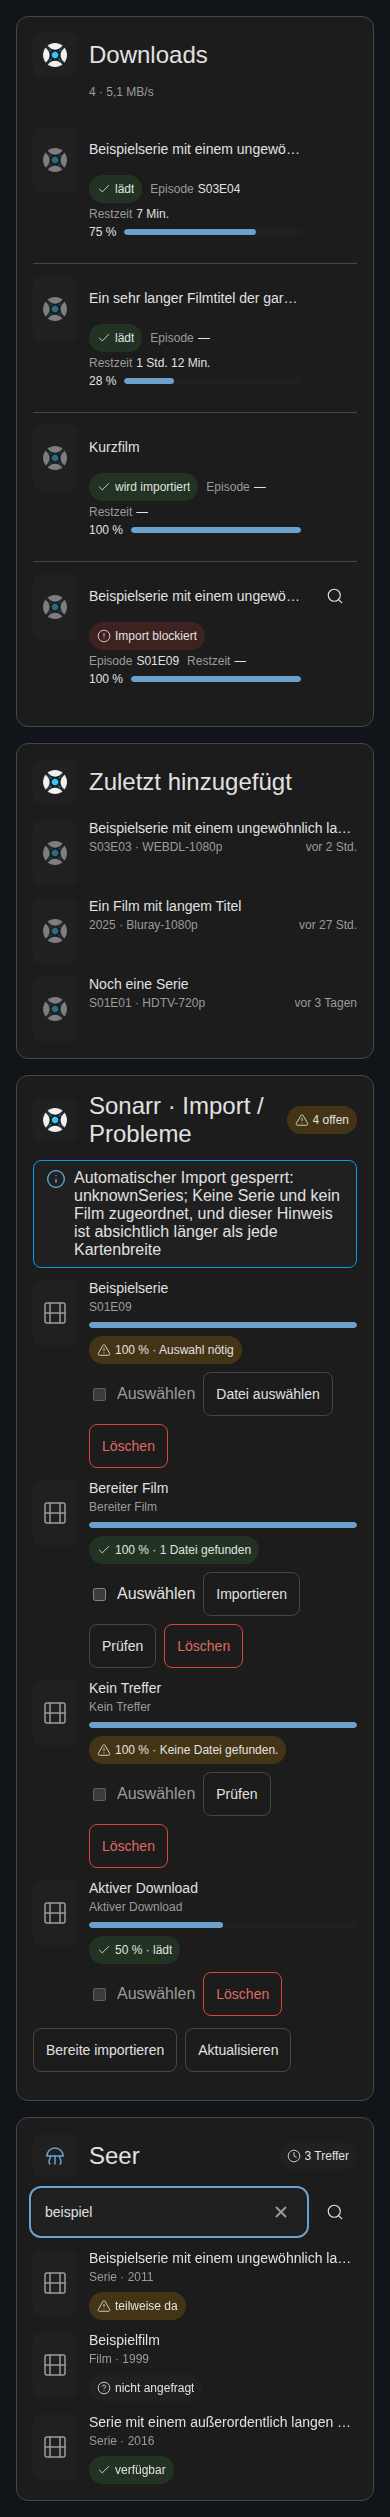 Downloads
4 · 5,1 MB/s
Beispielserie mit einem ungewö…
lädt Episode S03E04
Restzeit 7 Min.
75 %
Ein sehr langer Filmtitel der gar…
lädt Episode —
Restzeit 1 Std. 12 Min.
28 %
Kurzfilm
wird importiert Episode —
Restzeit —
100 %
Beispielserie mit einem ungewö…
Import blockiert
Episode S01E09 Restzeit —
100 %
Zuletzt hinzugefügt
Beispielserie mit einem ungewöhnlich la…
S03E03 · WEBDL-1080p vor 2 Std.
Ein Film mit langem Titel
2025 · Bluray-1080p vor 27 Std.
Noch eine Serie
S01E01 · HDTV-720p vor 3 Tagen
Sonarr · Import /
Probleme
4 offen
Automatischer Import gesperrt:
unknownSeries; Keine Serie und kein
Film zugeordnet, und dieser Hinweis
ist absichtlich länger als jede
Kartenbreite
Beispielserie
S01E09
100 % · Auswahl nötig
Auswählen Datei auswählen
Löschen
Bereiter Film
Bereiter Film
100 % · 1 Datei gefunden
Auswählen Importieren
Prüfen Löschen
Kein Treffer
Kein Treffer
100 % · Keine Datei gefunden.
Auswählen Prüfen
Löschen
Aktiver Download
Aktiver Download
50 % · lädt
Auswählen Löschen
Bereite importieren Aktualisieren
Seer 3 Treffer
beispiel
Beispielserie mit einem ungewöhnlich la…
Serie · 2011
teilweise da
Beispielfilm
Film · 1999
nicht angefragt
Serie mit einem außerordentlich langen …
Serie · 2016
verfügbar